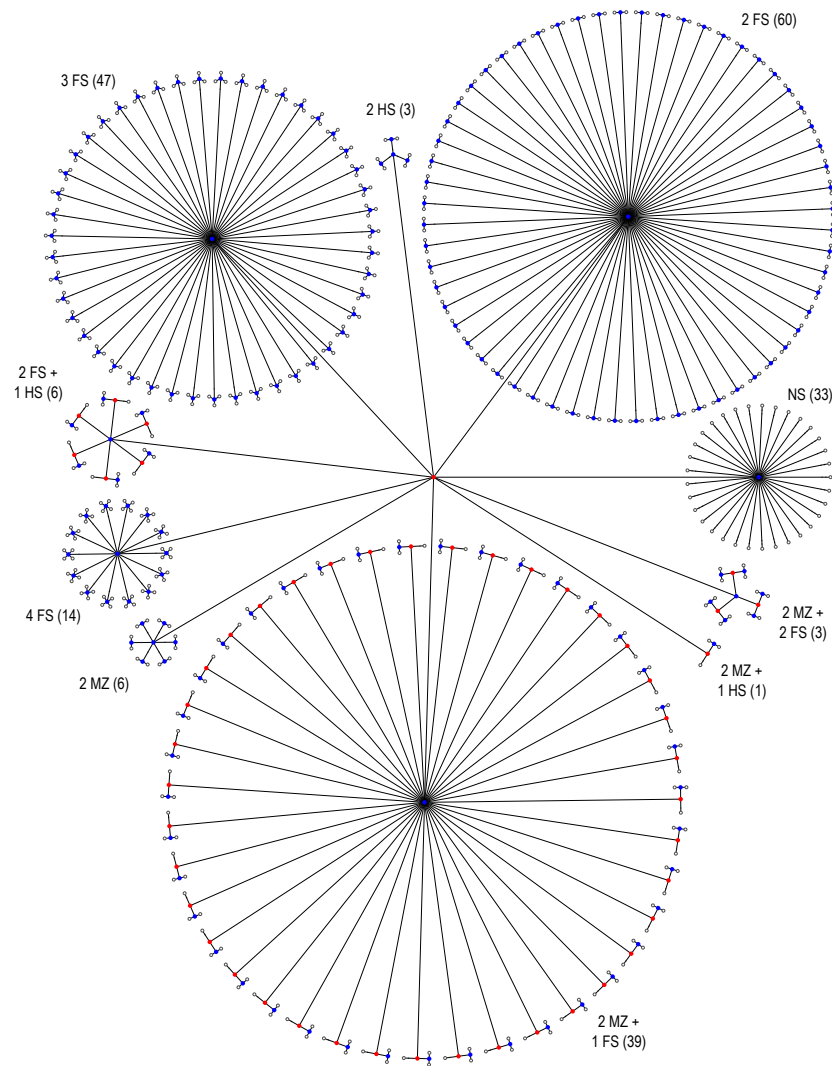 2 FS (60)
3 FS (47)
2 HS (3)
2 FS +
1 HS (6)
NS (33)
4 FS (14)
2 MZ +
2 FS (3)
2 MZ (6)
2 MZ +
1 HS (1)
2 MZ +
1 FS (39)